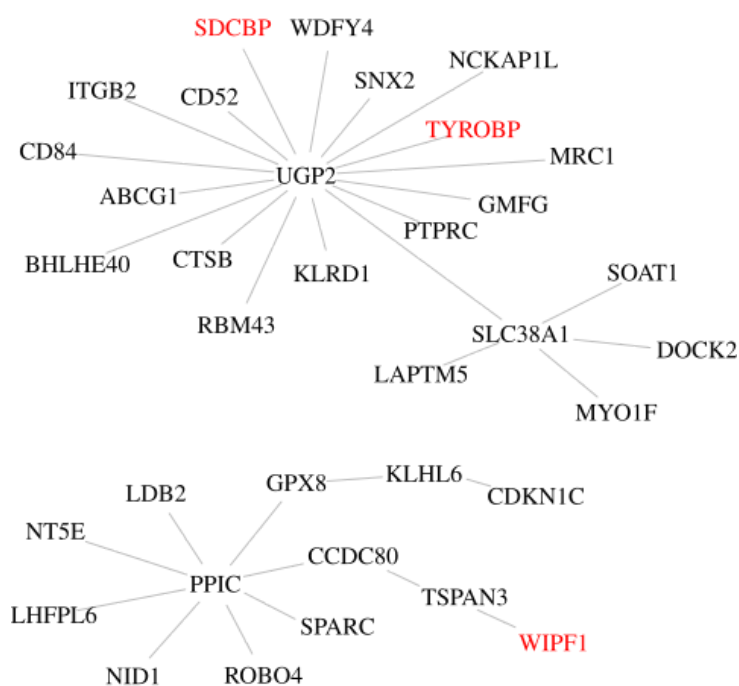 SDCBP WDFY4
NCKAP1L
SNX2
ITGB2
CD52
TYROBP
CD84
MRC1
UGP2
ABCG1
GMFG
PTPRC
CTSB
BHLHE40
KLRD1
SOAT1
RBM43
SLC38A1
DOCK2
LAPTM5
MYO1F
KLHL6
GPX8
LDB2
CDKN1C
NT5E
CCDC80
PPIC
TSPAN3
LHFPL6
SPARC
WIPF1
NID1
ROBO4